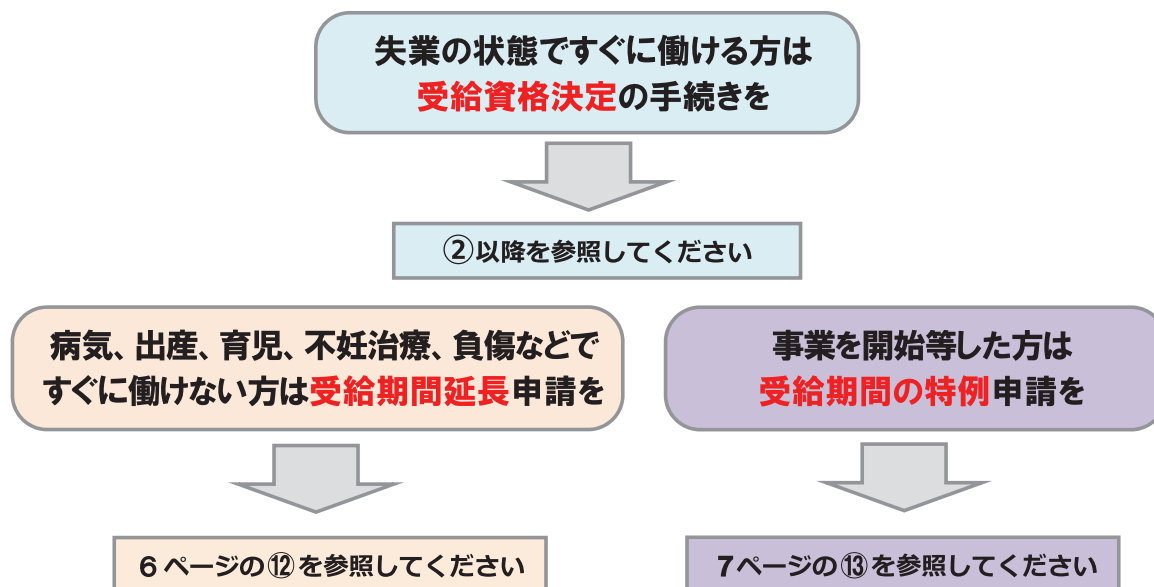 失業の状態ですぐに働ける方は
受給資格決定の手続きを
②以降を参照してください
病気、出産、育児、不妊治療、負傷などで
すぐに働けない方は受給期間延長申請を
６ページの⑫を参照してください
事業を開始等した方は
受給期間の特例申請を
7ページの⑬を参照してください